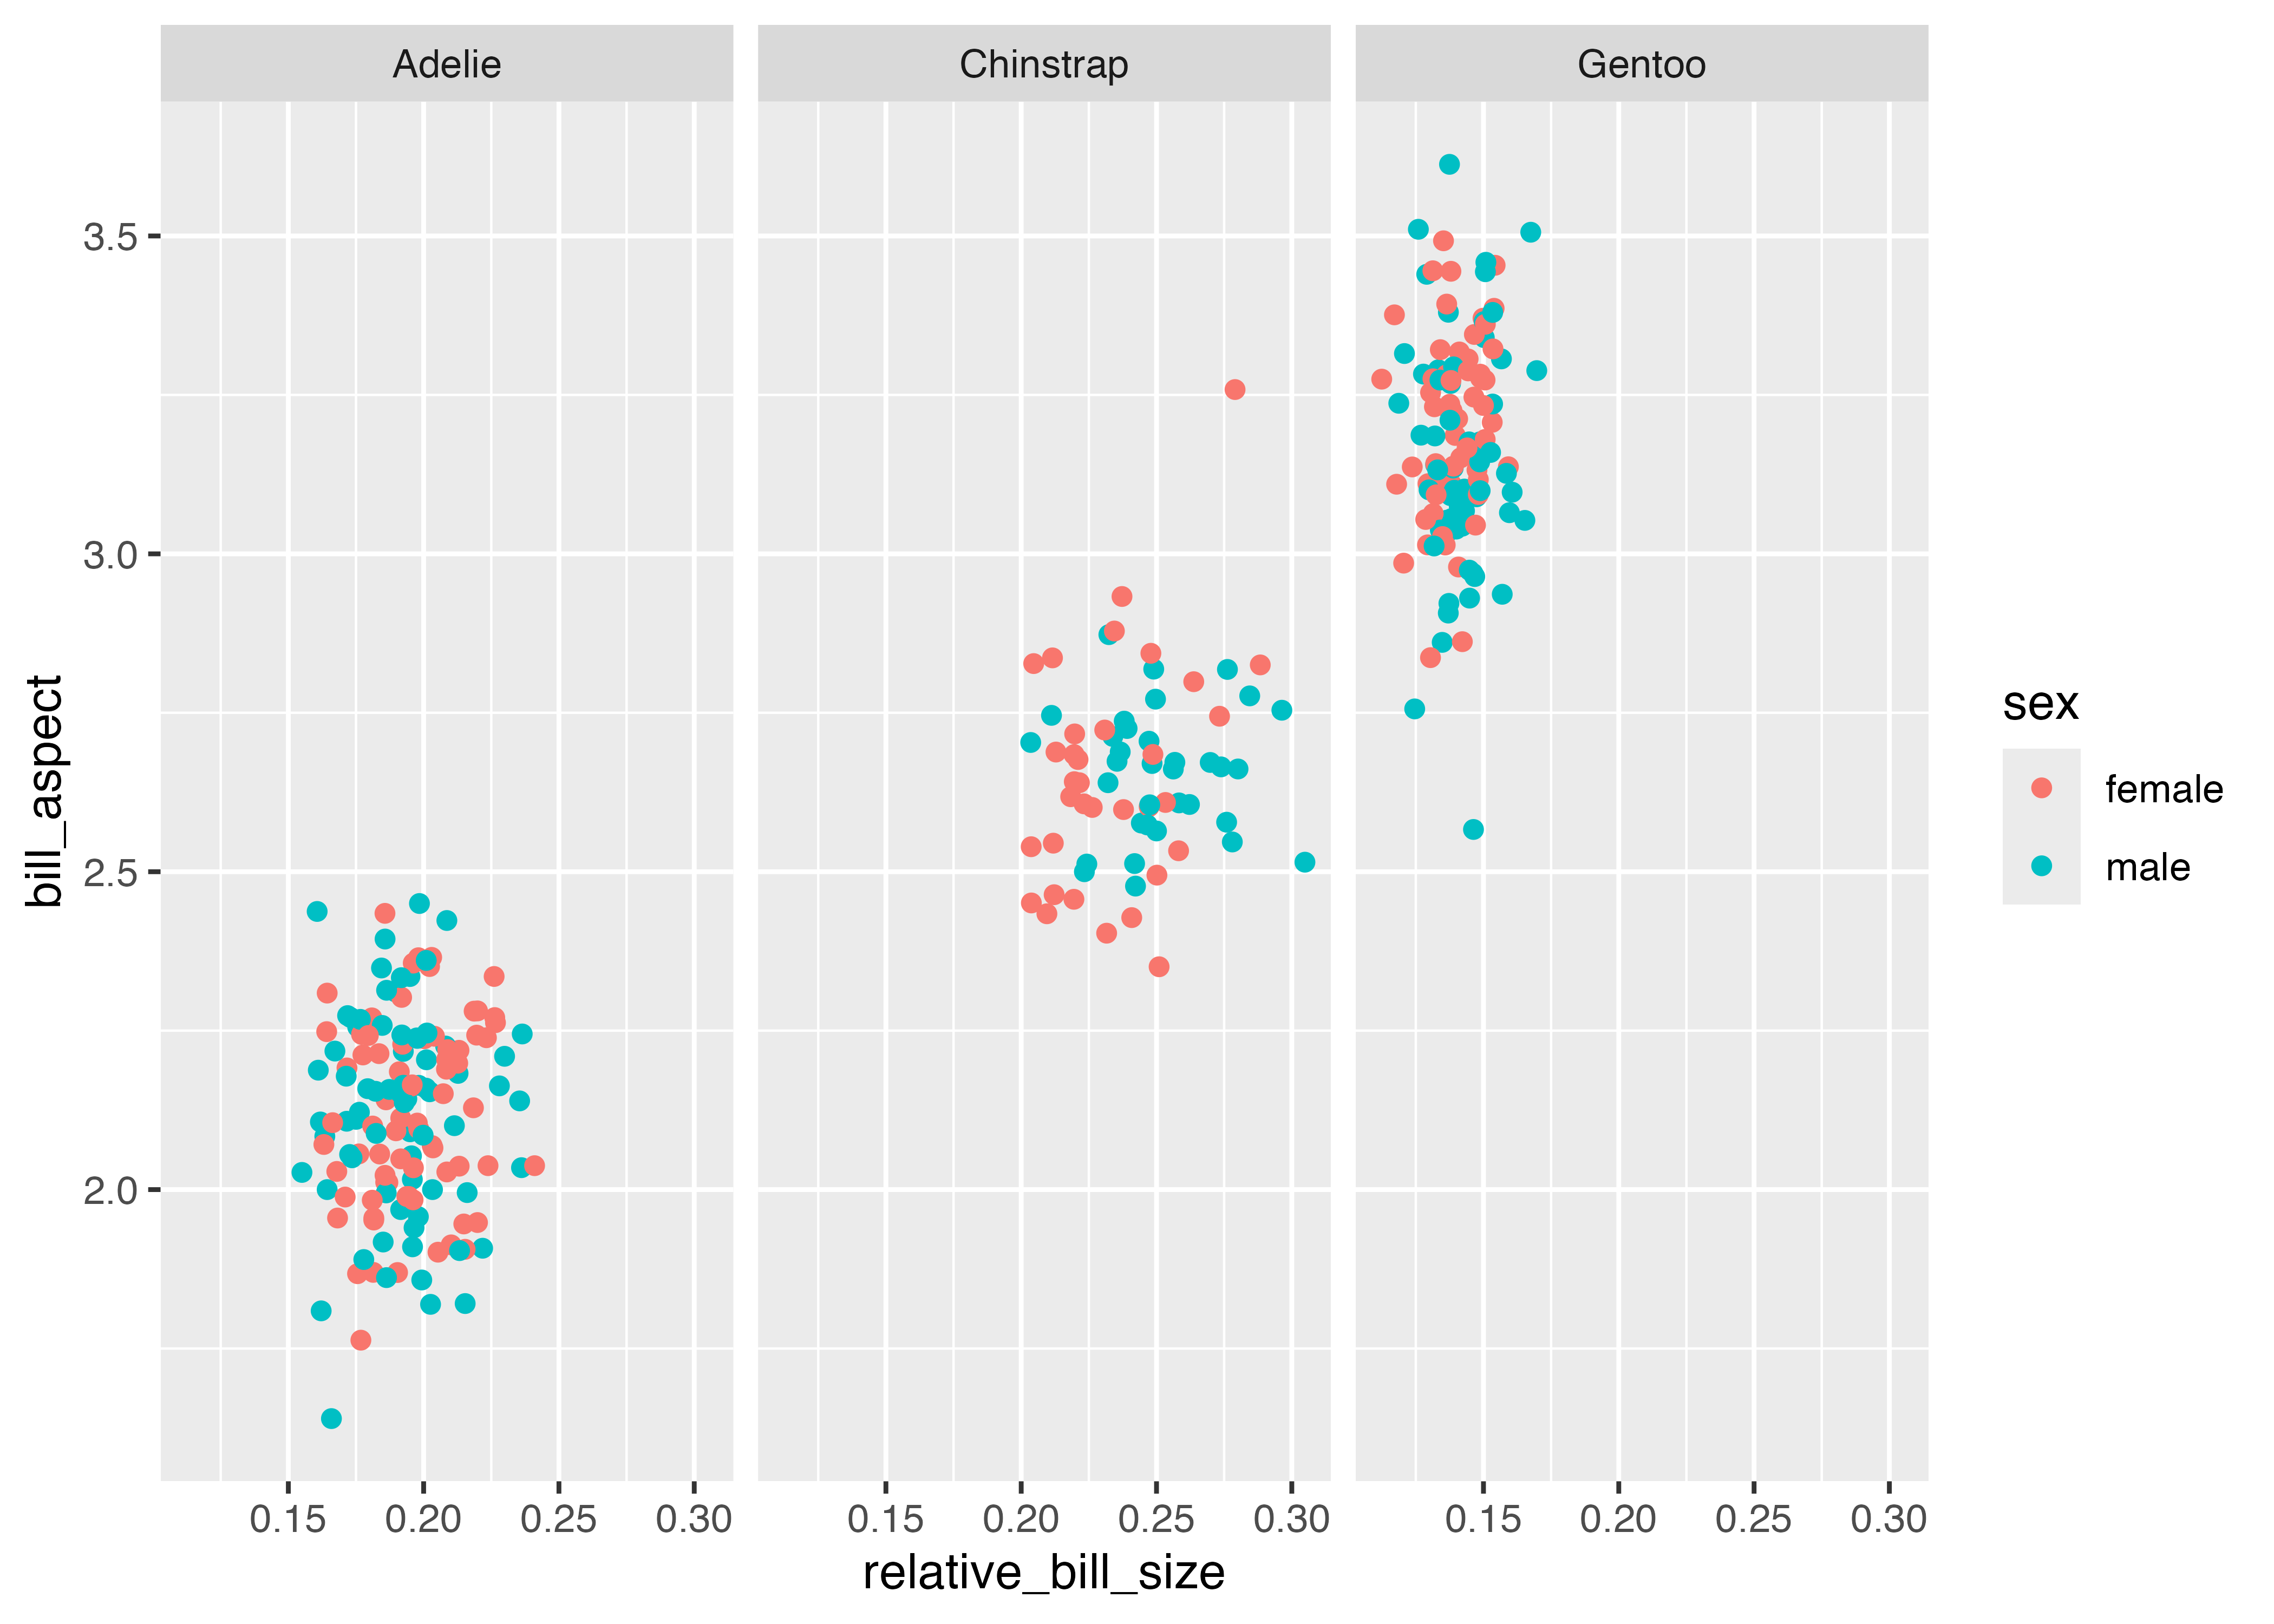 Adelie
Chinstrap
Gentoo
3.5
3.0
2.5
2.0
bill_aspect
0.15 0.20 0.25 0.30
0.15 0.20 0.25 0.30
0.15 0.20 0.25 0.30
relative_bill_size
sex
female
male